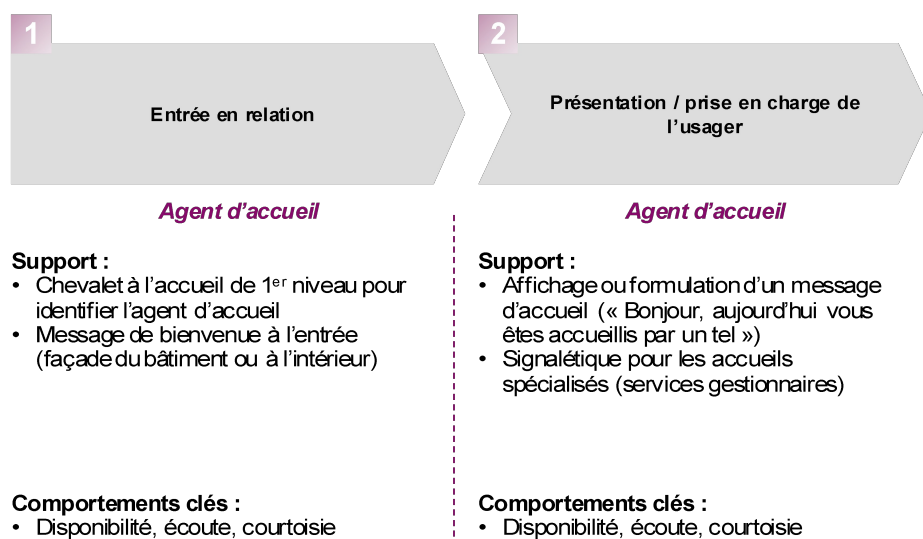 1
Entrée en relation
Agent d'accueil
Support :
• Chevalet à l'accueil de 1er niveau pour
identifier l'agent d'accueil
• Message de bienvenue à l'entrée
(façade du bâtiment ou à l'intérieur)
Comportements clés :
• Disponibilité, écoute, courtoisie
2
Présentation / prise en charge de
l'usager
Agent d'accueil
Support :
• Affichage ou formulation d'un message
d'accueil (« Bonjour, aujourd'hui vous
êtes accueillis par un tel »)
• Signalétique pour les accueils
spécialisés (services gestionnaires)
Comportements clés :
• Disponibilité, écoute, courtoisie